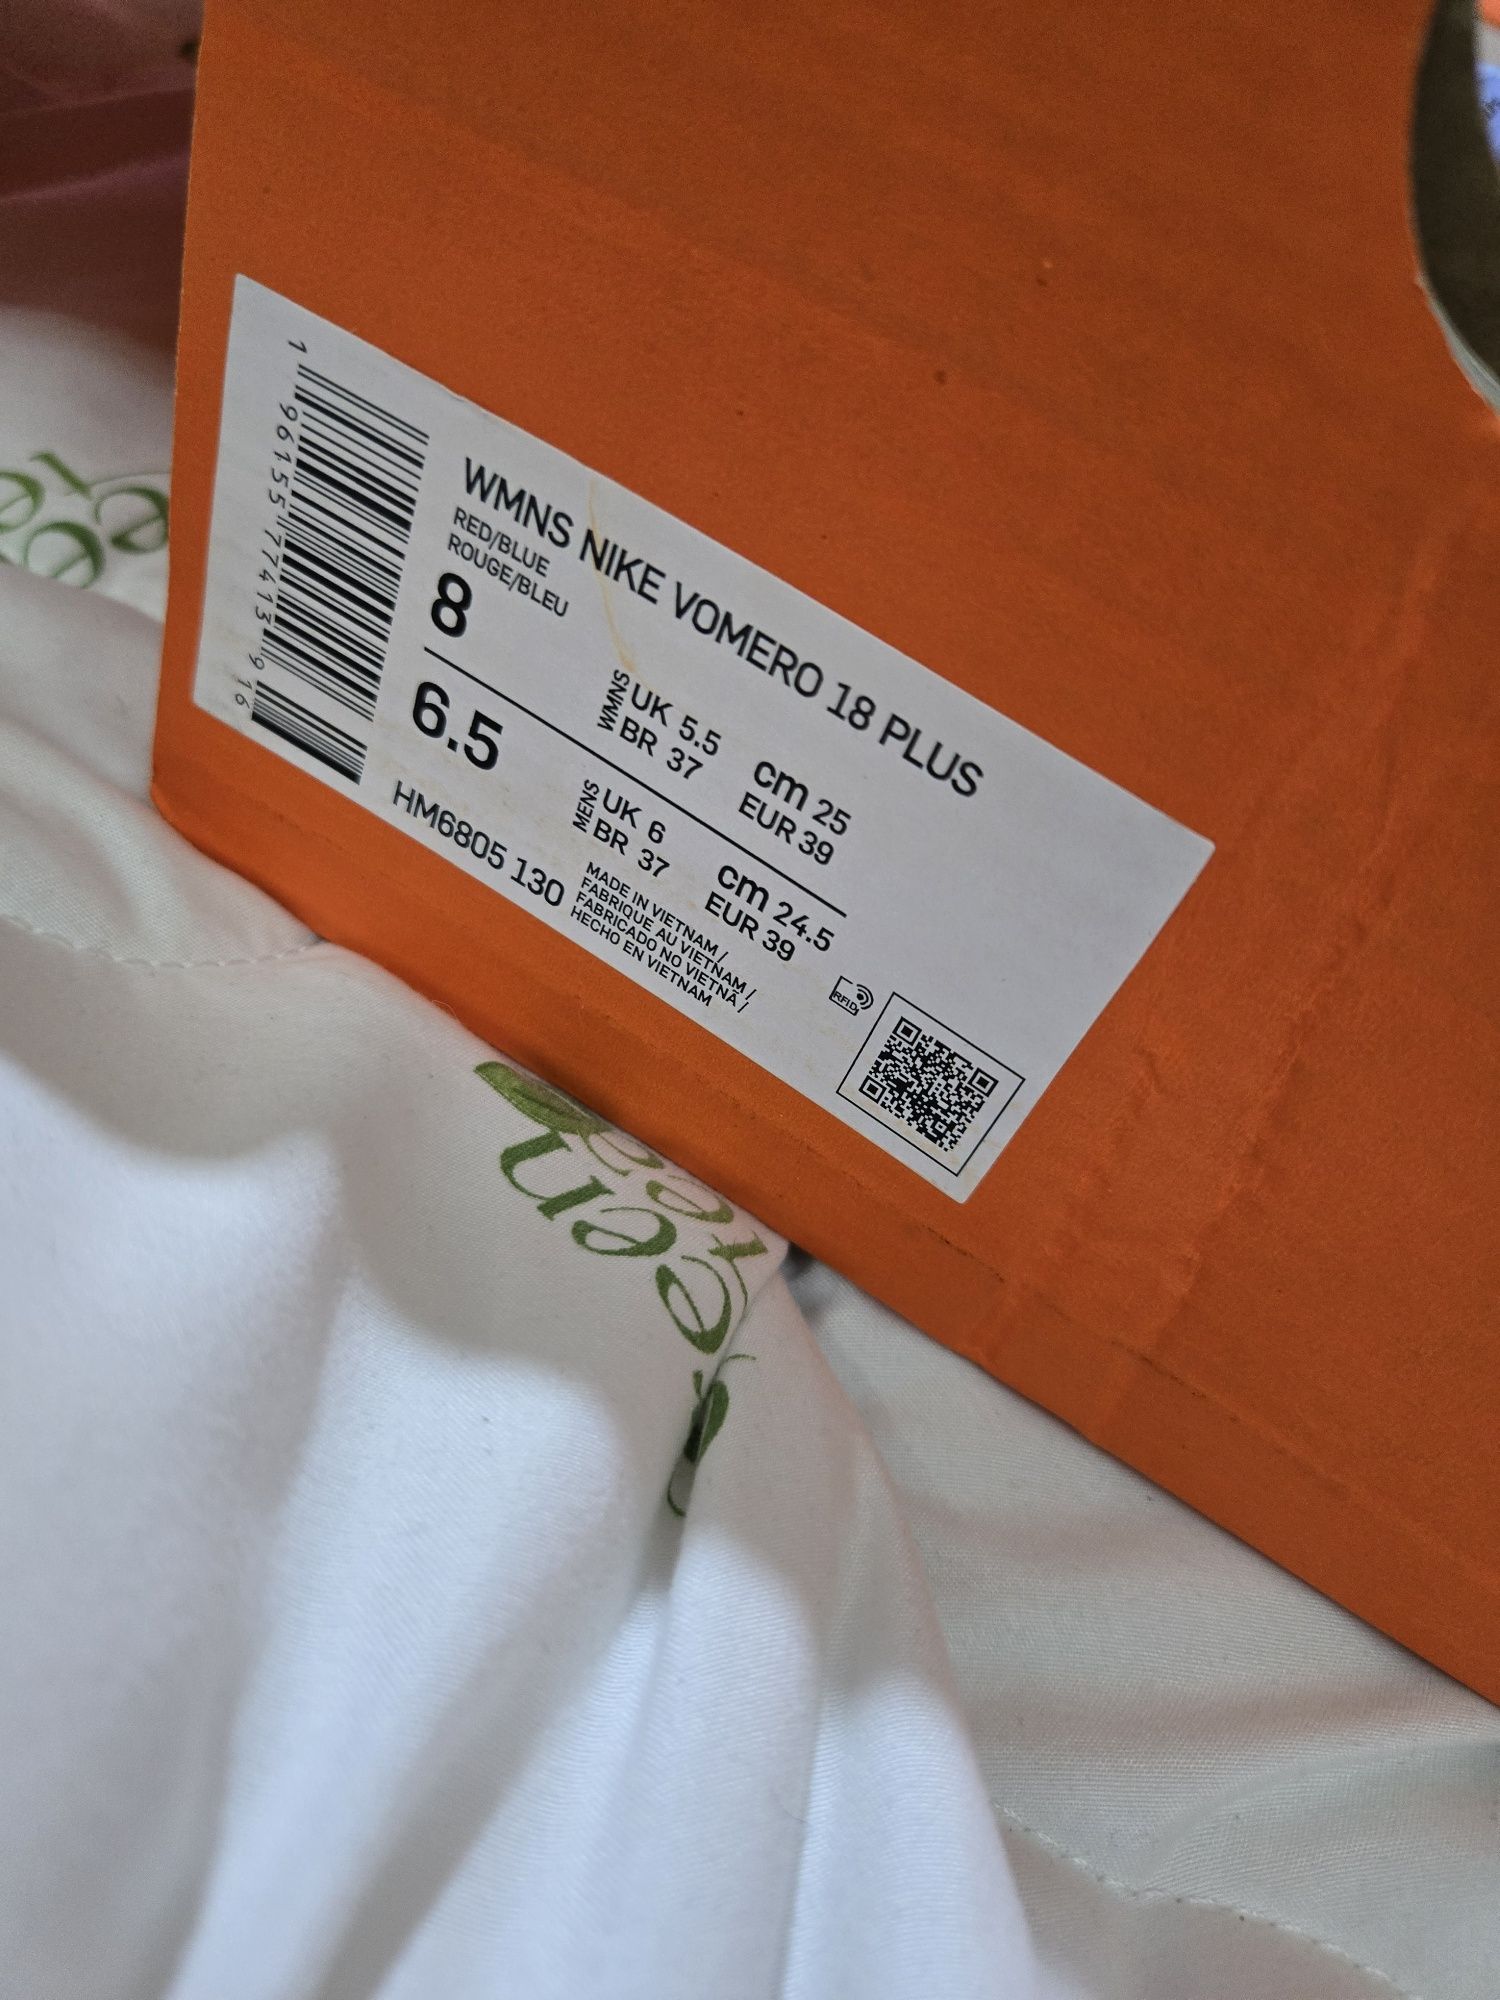 WMNS NIKE VOMERO 18 PLUS
RED/BLUE
ROUGE/BLEU
8
WMNS
UK 5.5
BR 37
cm 25
EUR 39
6.5
MENS
UK 6
BR 37
cm 24.5
EUR 39
HM6805 130
MADE IN VIETNAM /
FABRIQUE AU VIETNAM /
FABRICADO NO VIETNÃ /
HECHO EN VIETNAM
RFID
1 96155 77413 9 16